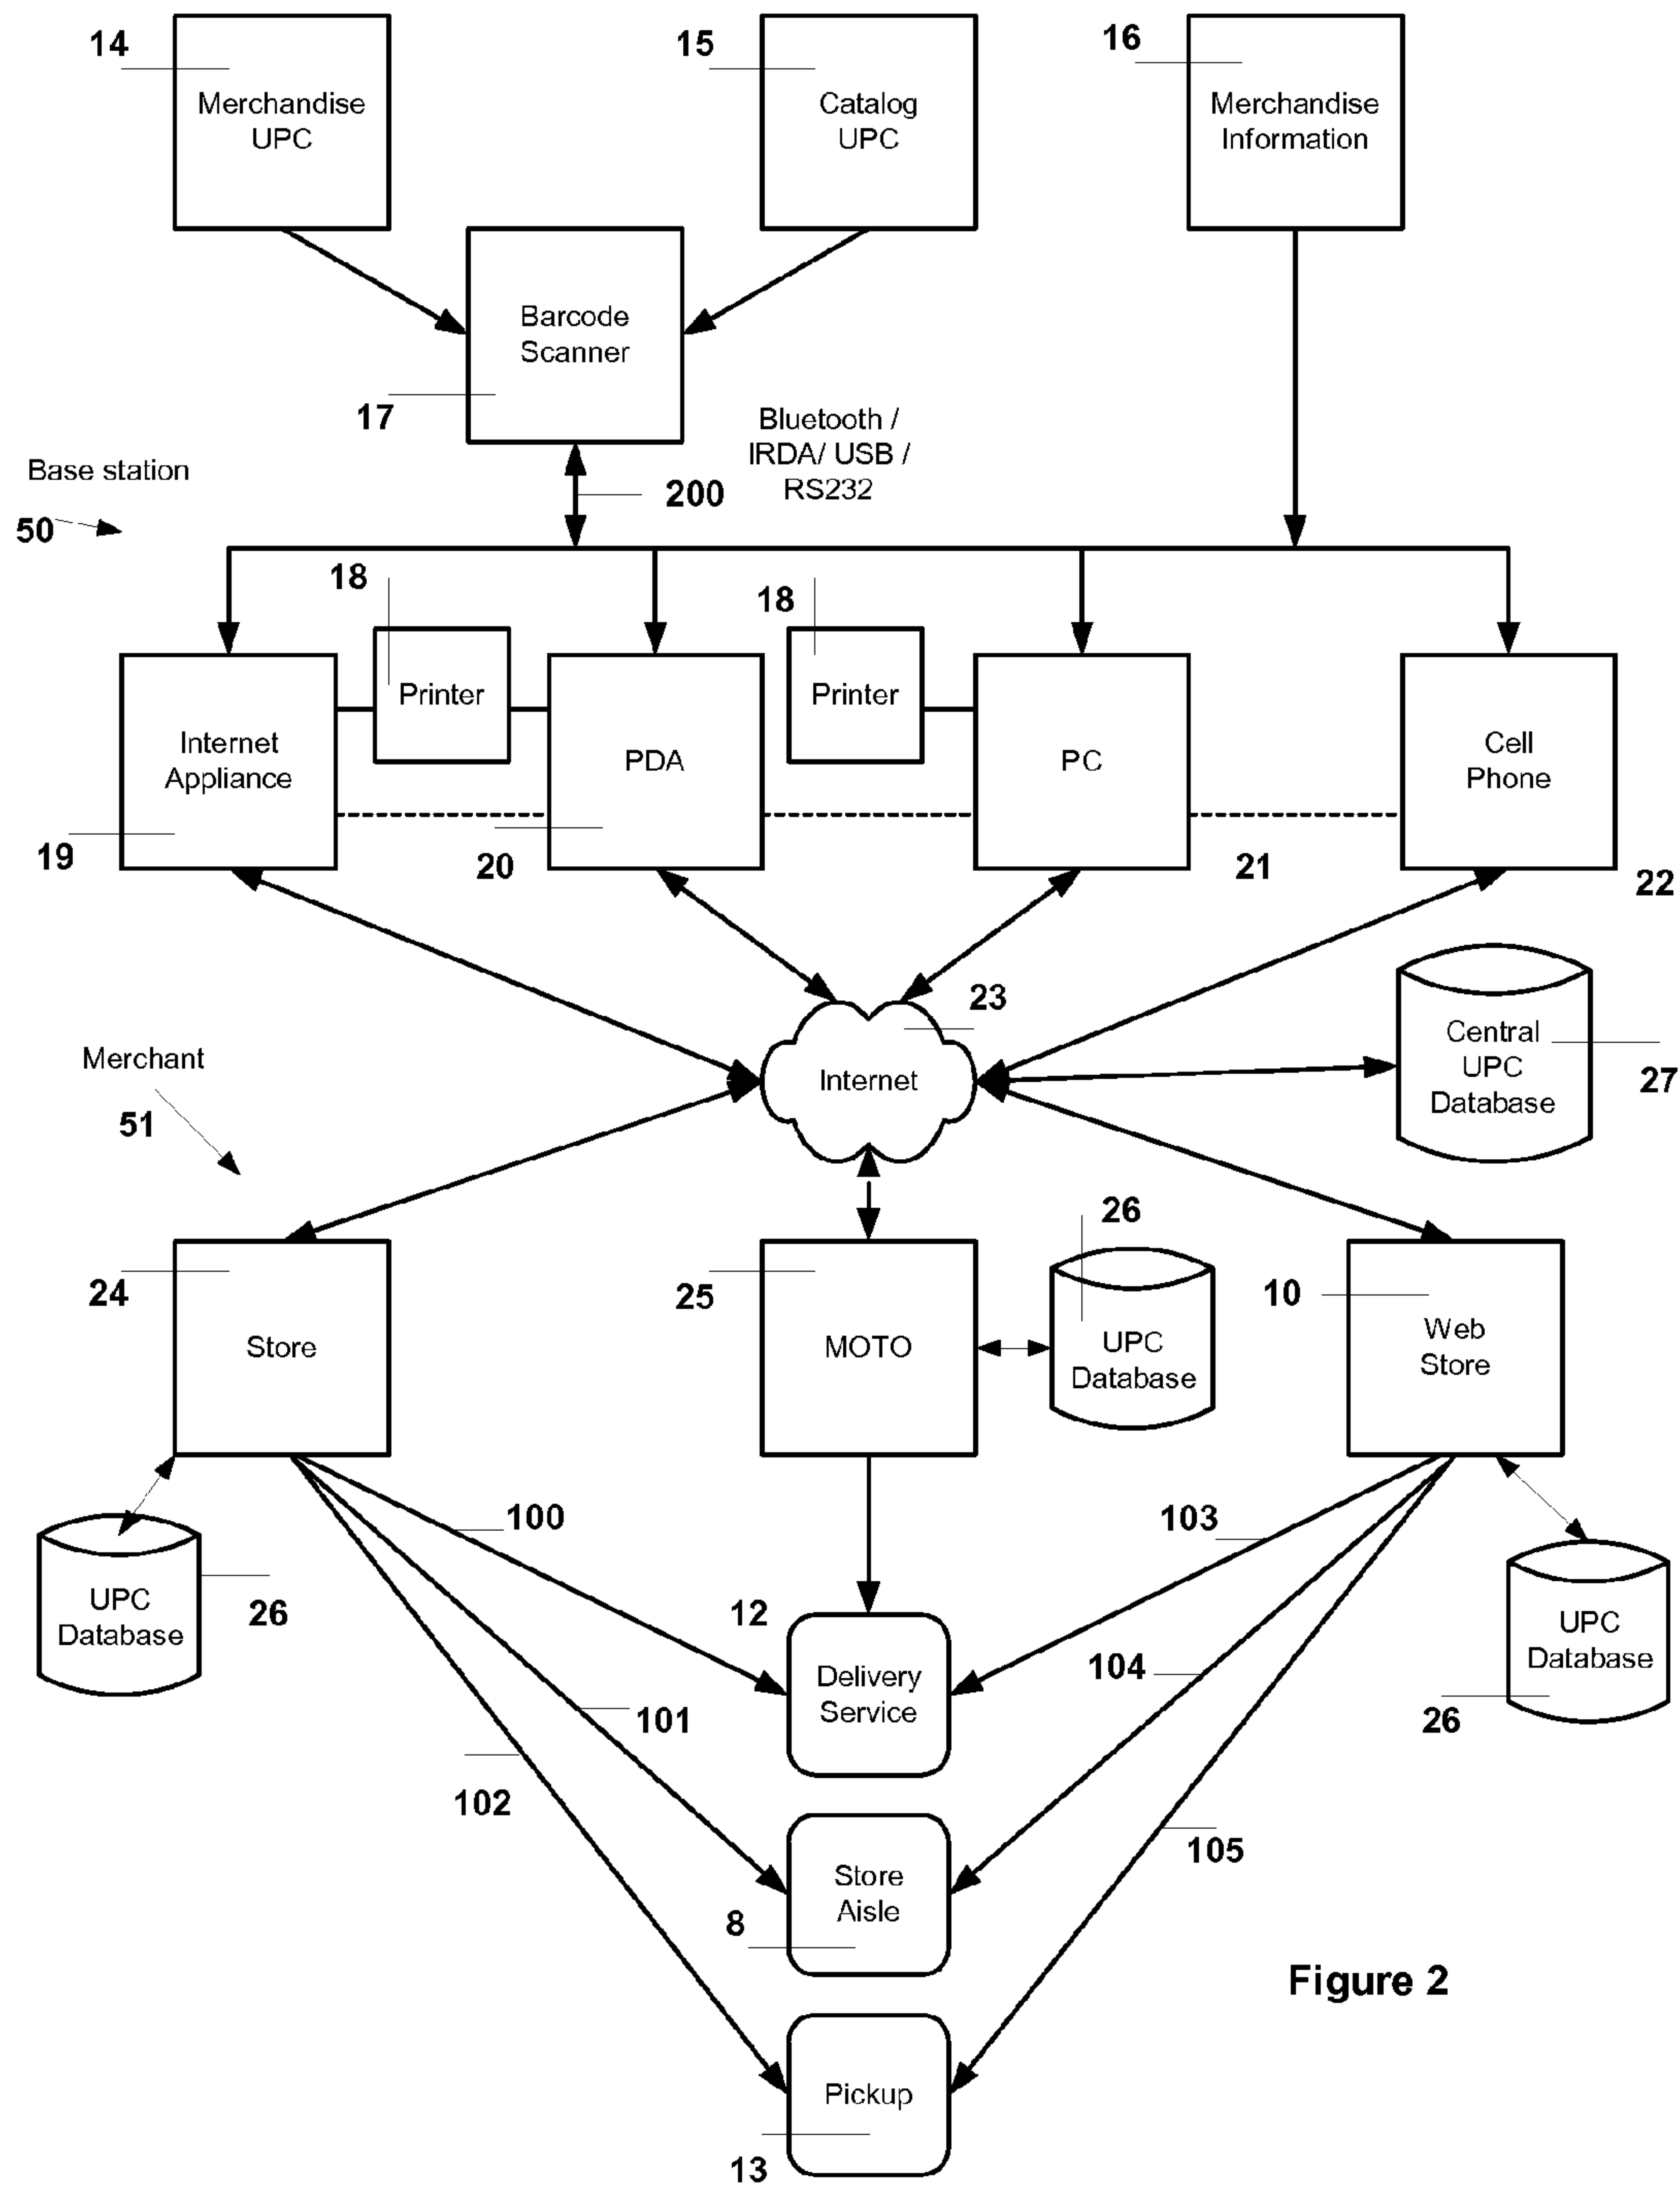 14
Merchandise
UPC
15
Catalog
UPC
16
Merchandise
Information
Barcode
Scanner
17
Bluetooth /
IRDA/ USB /
RS232
200
Base station
50
18
18
Printer
Printer
Internet
Appliance
PDA
PC
Cell
Phone
19
20
21
22
23
Internet
Central
UPC
Database
27
Merchant
51
24
Store
25
MOTO
26
UPC
Database
10
Web
Store
UPC
Database
26
100
101
102
103
104
105
12
Delivery
Service
UPC
Database
26
Store
Aisle
8
Figure 2
Pickup
13